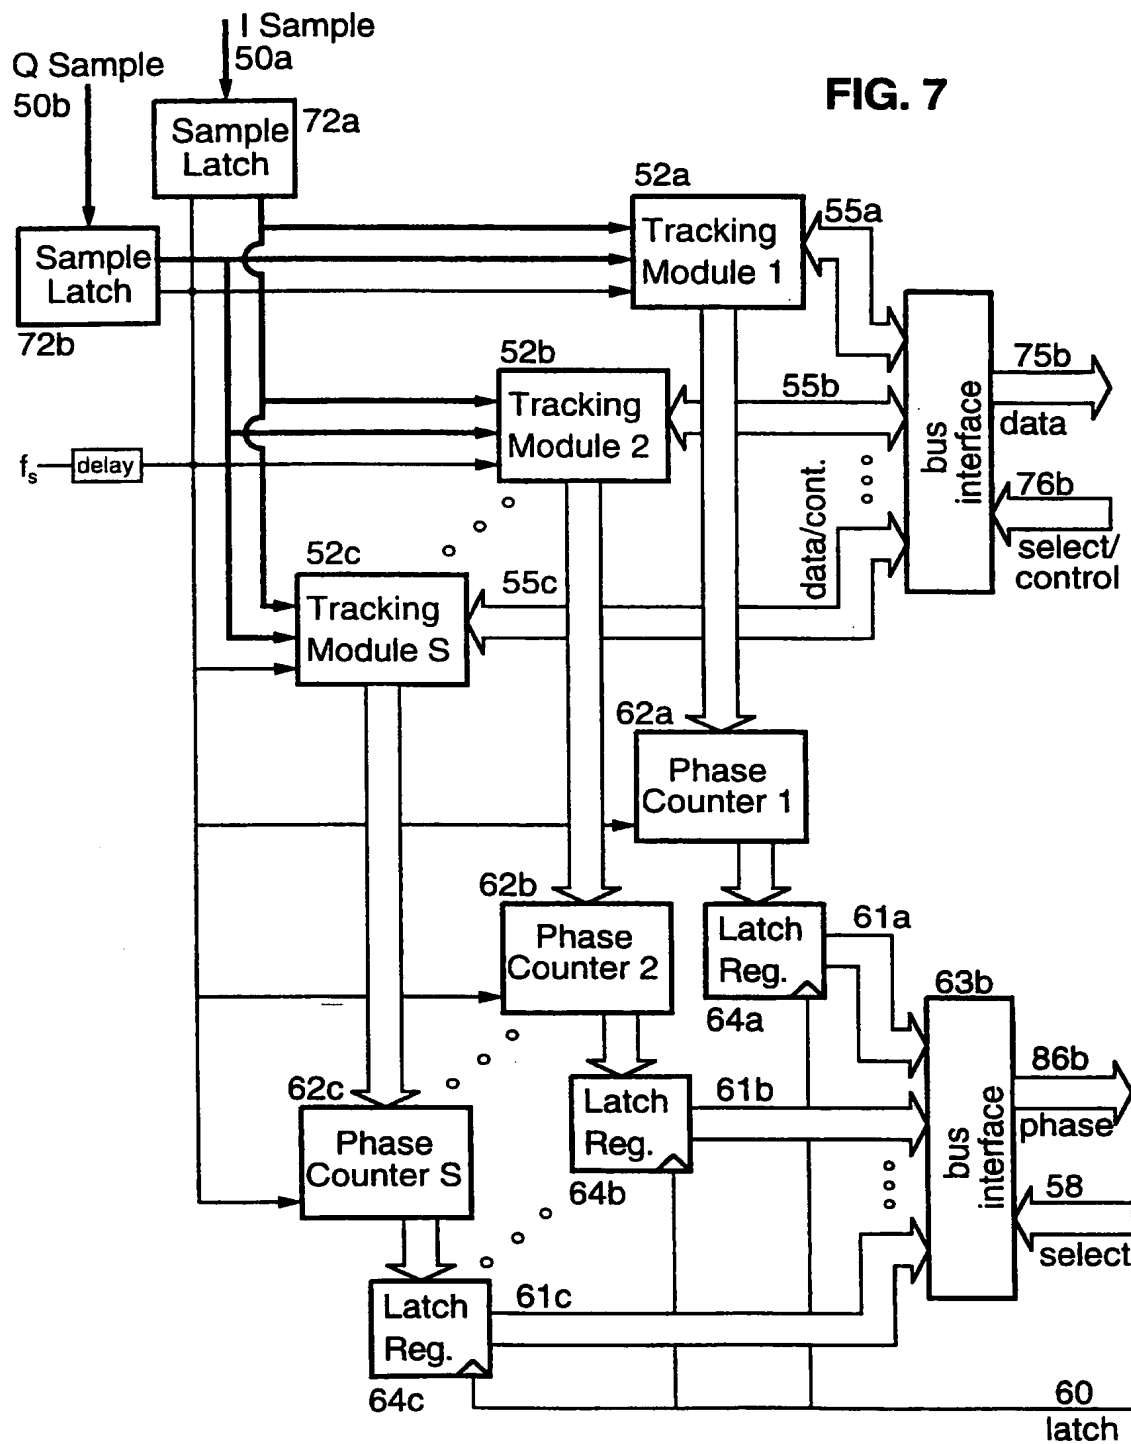 I Sample
50a
Q Sample
50b
FIG. 7
Sample
Latch
72a
Sample
Latch
72b
52a
Tracking
Module 1
55a
52b
Tracking
Module 2
55b
bus
interface
75b
data
76b
select/
control
fs
delay
data/cont.
52c
Tracking
Module S
55c
62a
Phase
Counter 1
62b
Phase
Counter 2
Latch
Reg.
61a
64a
63b
62c
Phase
Counter S
Latch
Reg.
61b
64b
bus
interface
86b
phase
58
select
Latch
Reg.
61c
64c
60
latch